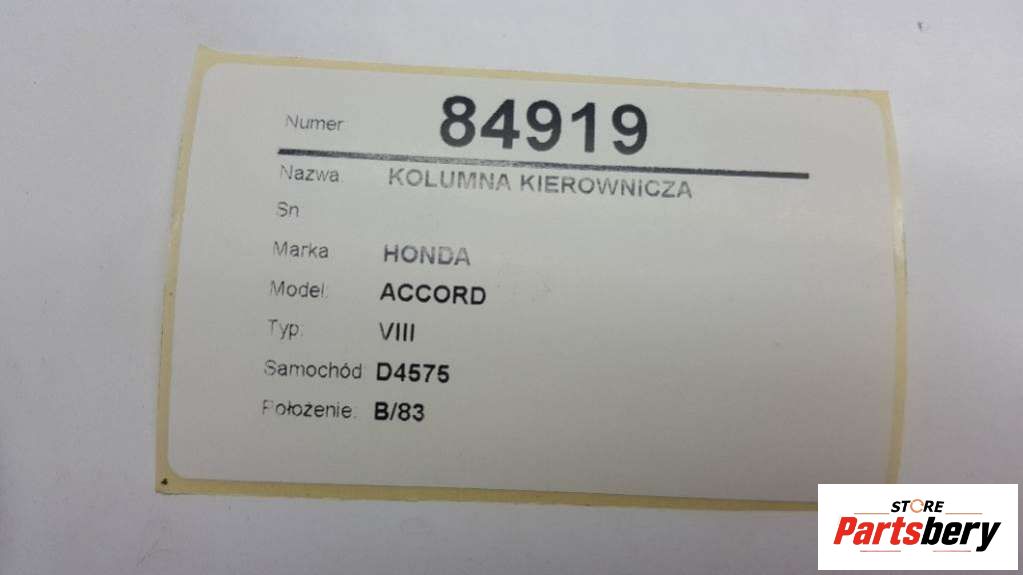 Numer 84919
Nazwa. KOLUMNA KIEROWNICZA
Sn
Marka HONDA
Model: ACCORD
Typ. VIII
Samochód D4575
Położenie: B/83
STORE
Partsbery